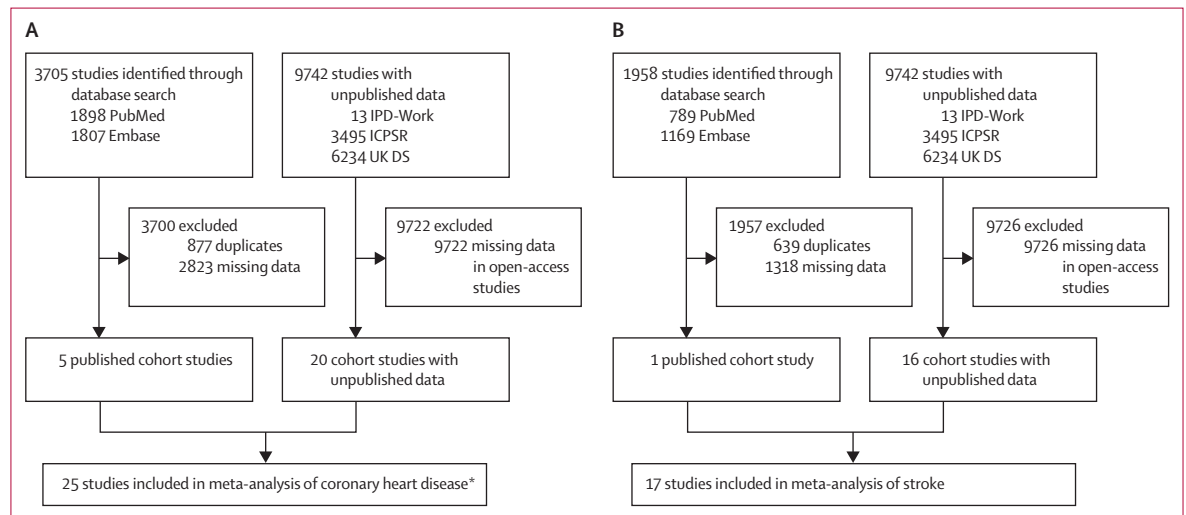 A
3705 studies identified through
database search
1898 PubMed
1807 Embase
9742 studies with
unpublished data
13 IPD-Work
3495 ICPSR
6234 UK DS
3700 excluded
877 duplicates
2823 missing data
9722 excluded
9722 missing data
in open-access
studies
5 published cohort studies
20 cohort studies with
unpublished data
25 studies included in meta-analysis of coronary heart disease*
B
1958 studies identified through
database search
789 PubMed
1169 Embase
9742 studies with
unpublished data
13 IPD-Work
3495 ICPSR
6234 UK DS
1957 excluded
639 duplicates
1318 missing data
9726 excluded
9726 missing data
in open-access
studies
1 published cohort study
16 cohort studies with
unpublished data
17 studies included in meta-analysis of stroke